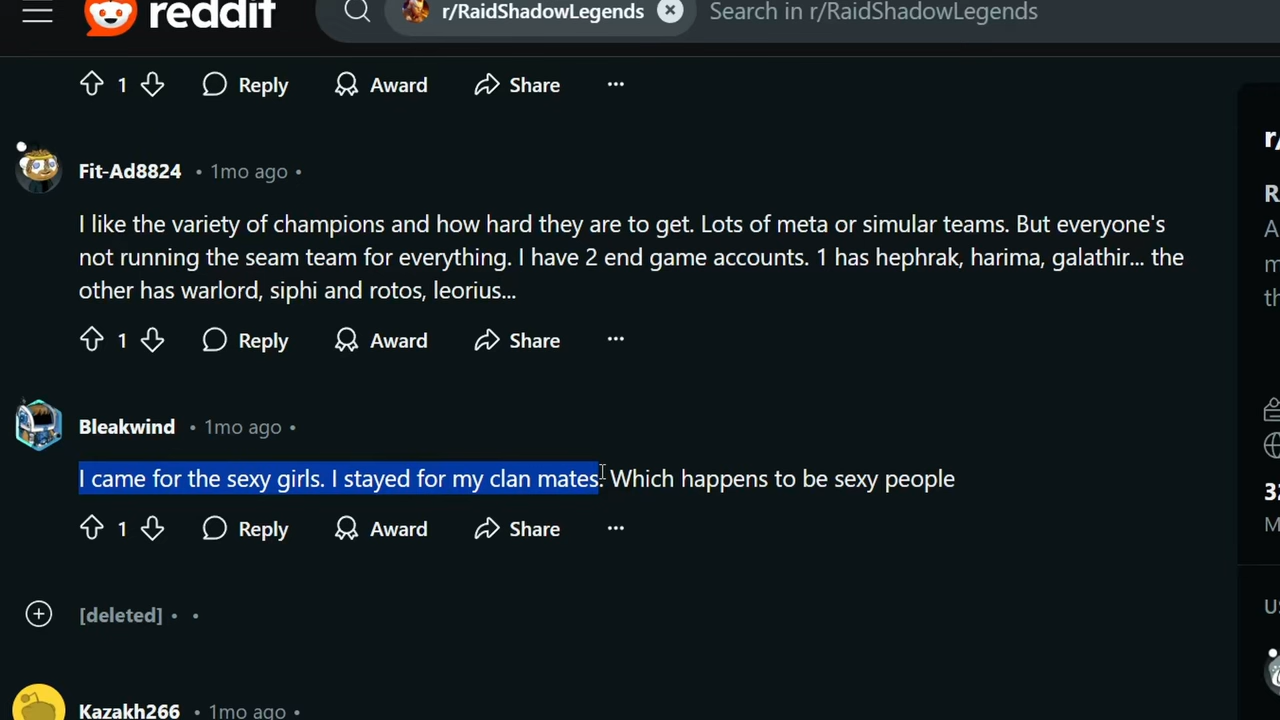 reddit
r/RaidShadowLegends
Search in r/RaidShadowLegends
1 Reply Award Share
Fit-Ad8824 • 1mo ago •
I like the variety of champions and how hard they are to get. Lots of meta or simular teams. But everyone's
not running the seam team for everything. I have 2 end game accounts. 1 has hephrak, harima, galathir... the
other has warlord, siphi and rotos, leorius...
1 Reply Award Share
Bleakwind • 1mo ago •
I came for the sexy girls. I stayed for my clan mates. Which happens to be sexy people
1 Reply Award Share
[deleted] • •
Kazakh266 • 1mo ago •
r/